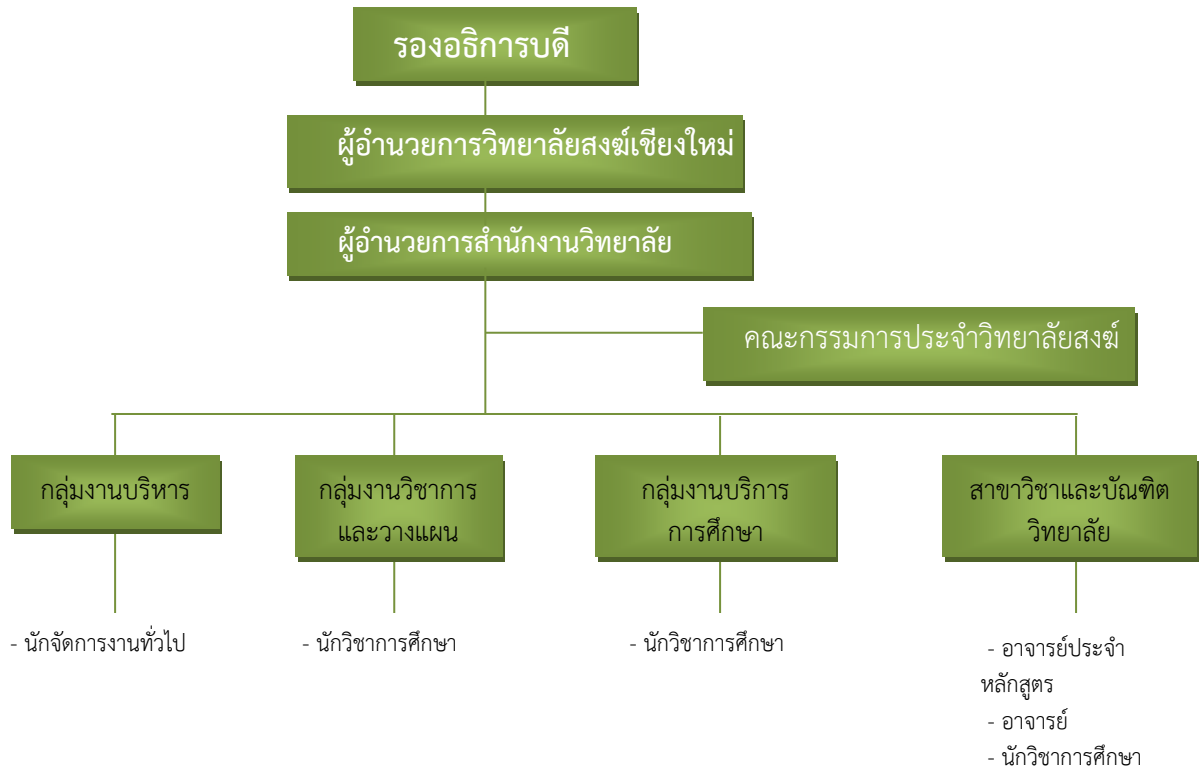 รองอธิการบดี
ผู้อำนวยการวิทยาลัยสงฆ์เชียงใหม่
ผู้อำนวยการสำนักงานวิทยาลัย
คณะกรรมการประจำวิทยาลัยสงฆ์
กลุ่มงานบริหาร
กลุ่มงานวิชาการ
และวางแผน
กลุ่มงานบริการ
การศึกษา
สาขาวิชาและบัณฑิต
วิทยาลัย
- นักจัดการงานทั่วไป
- นักวิชาการศึกษา
- นักวิชาการศึกษา
- อาจารย์ประจำ
หลักสูตร
- อาจารย์
- นักวิชาการศึกษา